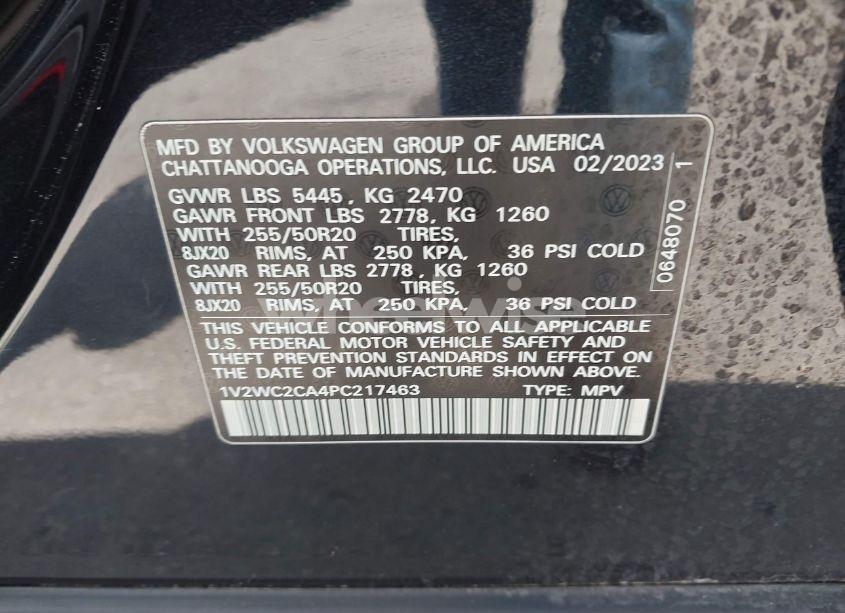 MFD BY VOLKSWAGEN GROUP OF AMERICA
CHATTANOOGA OPERATIONS, LLC. USA 02/2023
GVWR LBS 5445, KG 2470
GAWR FRONT LBS 2778, KG 1260
WITH 255/50R20 TIRES,
8JX20 RIMS, AT 250 KPA, 36 PSI COLD
GAWR REAR LBS 2778, KG 1260
WITH 255/50R20 TIRES,
8JX20 RIMS, AT 250 KPA, 36 PSI COLD
THIS VEHICLE CONFORMS TO ALL APPLICABLE
U.S. FEDERAL MOTOR VEHICLE SAFETY AND
THEFT PREVENTION STANDARDS IN EFFECT ON
THE DATE OF MANUFACTURE SHOWN ABOVE.
1V2WC2CA4PC217463 TYPE: MPV
0648070 1
wheelwise